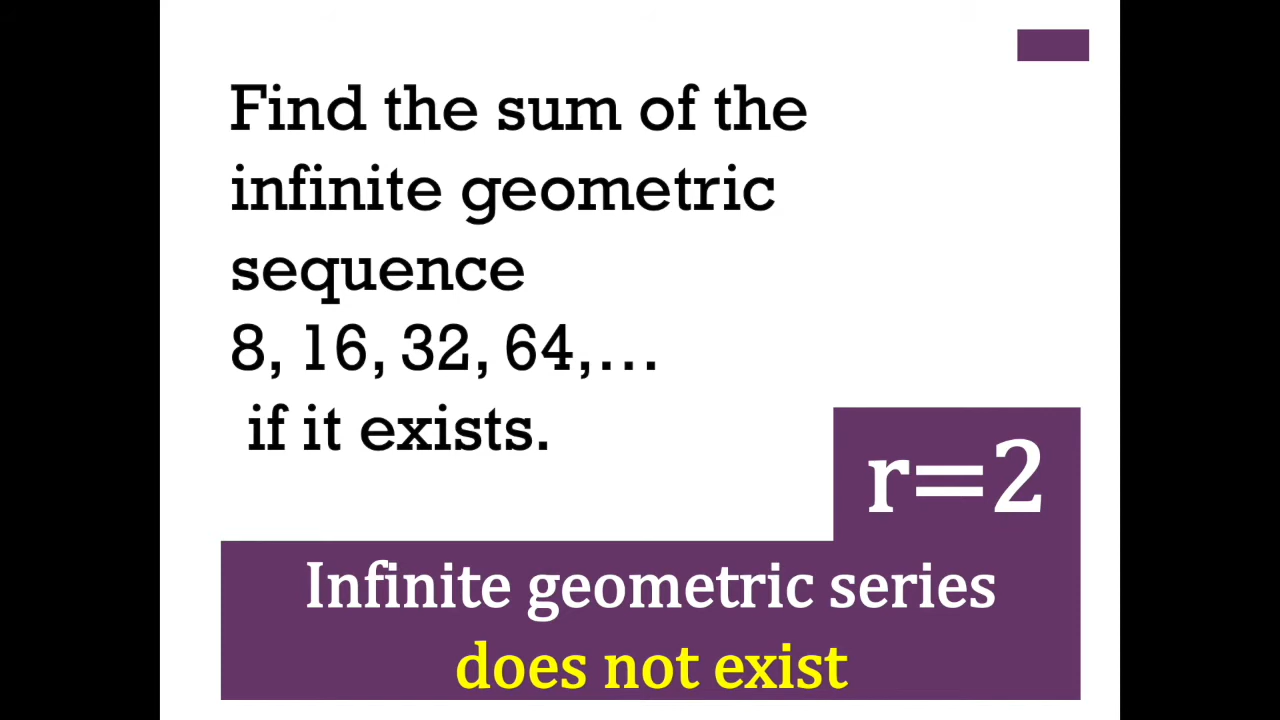 Find the sum of the
infinite geometric
sequence
8, 16, 32, 64,…
if it exists.
r=2
Infinite geometric series
does not exist